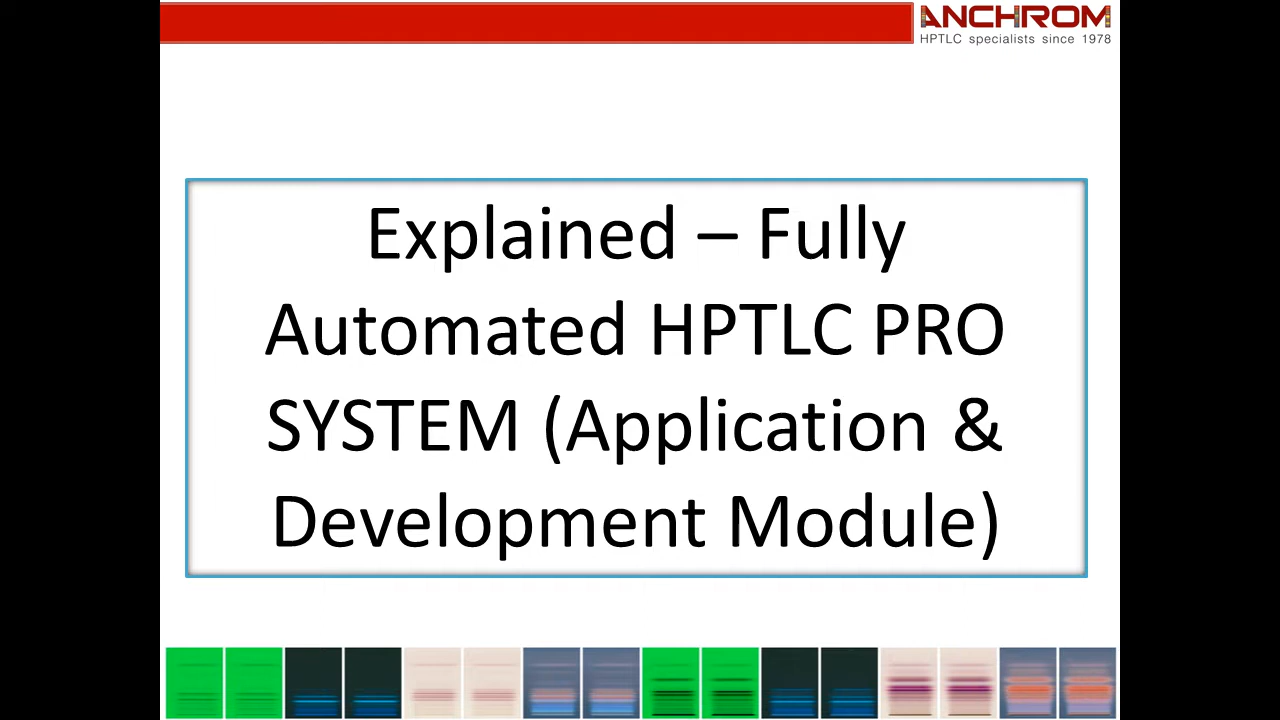 ANCHROM
HPTLC specialists since 1978
Explained – Fully
Automated HPTLC PRO
SYSTEM (Application &
Development Module)